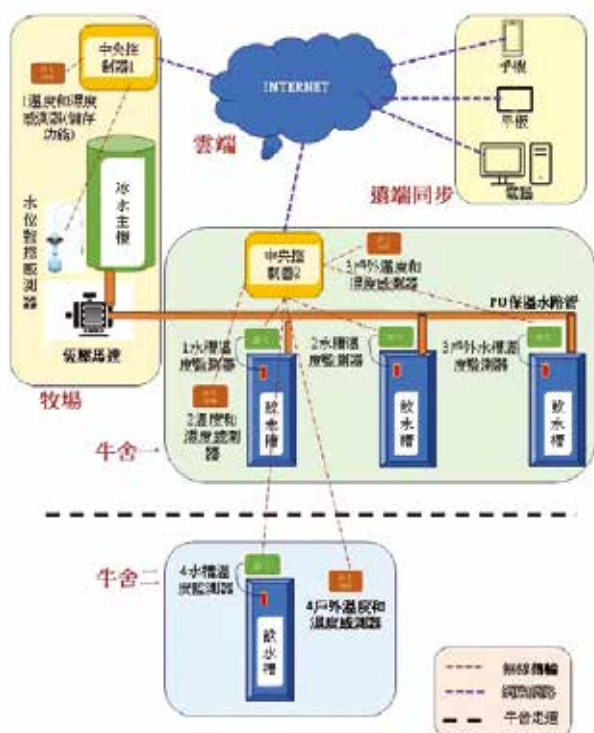 中央控
制器1
1溫度和濕度
感測器(儲存
功能)
冰水主機
水位智控感測器
馬達
牧場
INTERNET
雲端
手機
平板
電腦
遠端同步
中央控
制器2
3戶外溫度和
濕度感測器
PU保溫水路管
1水槽溫
度監測器
2水槽溫
度監測器
3戶外水槽溫
度監測器
2溫度和
濕度感測
器
飲水槽
飲水槽
飲水槽
牛舍一
牛舍二
4水槽溫
度監測器
飲水槽
4戶外溫度和
濕度感測器
無線傳輸
網際網路
牛舍走道